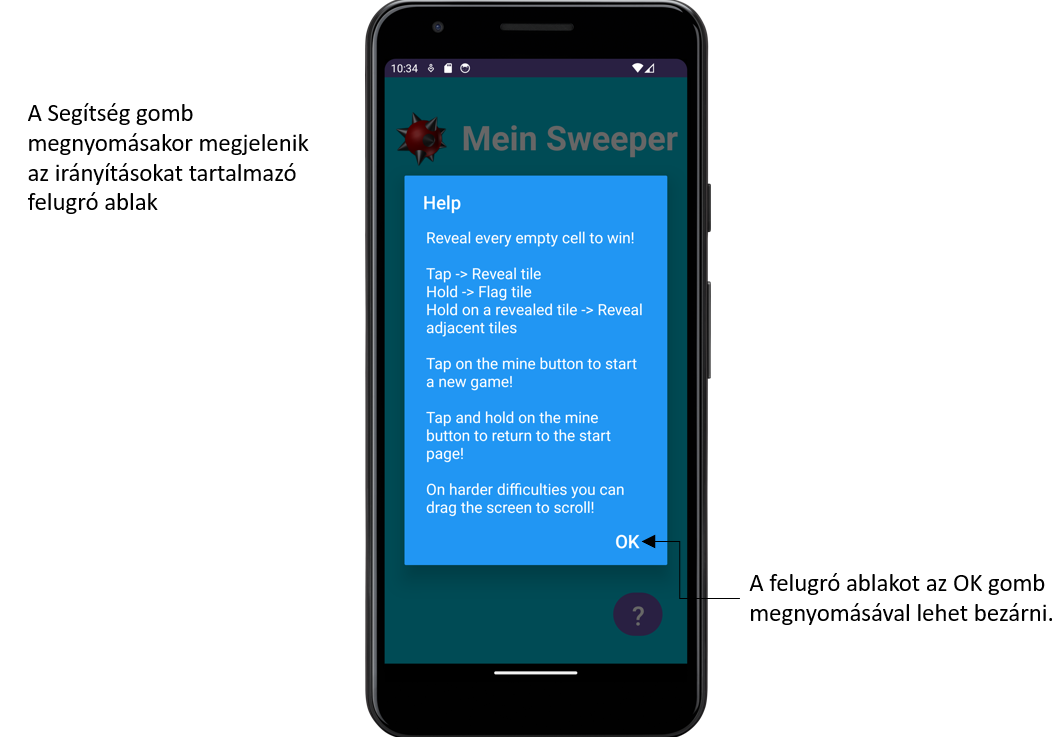 A Segítség gomb
megnyomásakor megjelenik
az irányításokat tartalmazó
felugró ablak
10:34
Mein Sweeper
Help
Reveal every empty cell to win!
Tap -> Reveal tile
Hold -> Flag tile
Hold on a revealed tile -> Reveal
adjacent tiles
Tap on the mine button to start
a new game!
Tap and hold on the mine
button to return to the start
page!
On harder difficulties you can
drag the screen to scroll!
OK
?
A felugró ablakot az OK gomb
megnyomásával lehet bezárni.